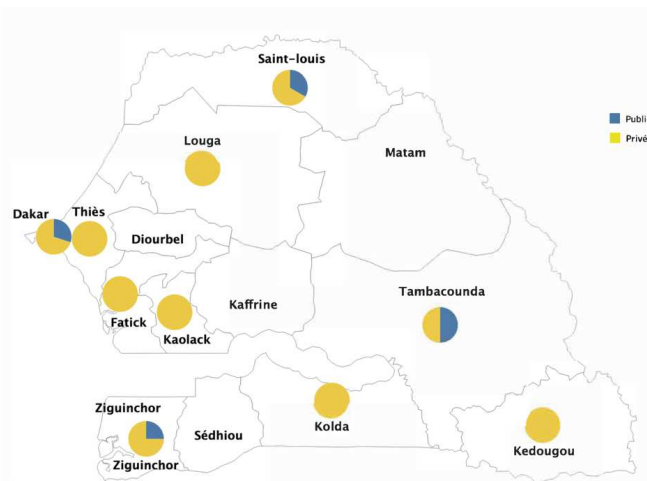 Saint-louis
Publi
Privé
Louga
Matam
Dakar
Thiès
Diourbel
Tambacounda
Kaffrine
Fatick
Kaolack
Ziguinchor
Sédhiou
Kolda
Kedougou
Ziguinchor